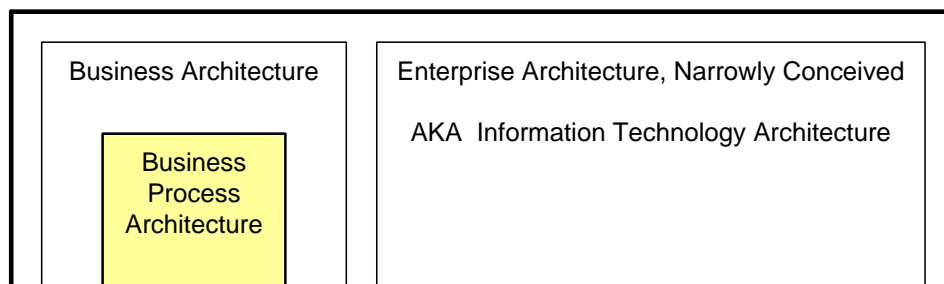 Business Architecture
Business
Process
Architecture
Enterprise Architecture, Narrowly Conceived
AKA  Information Technology Architecture